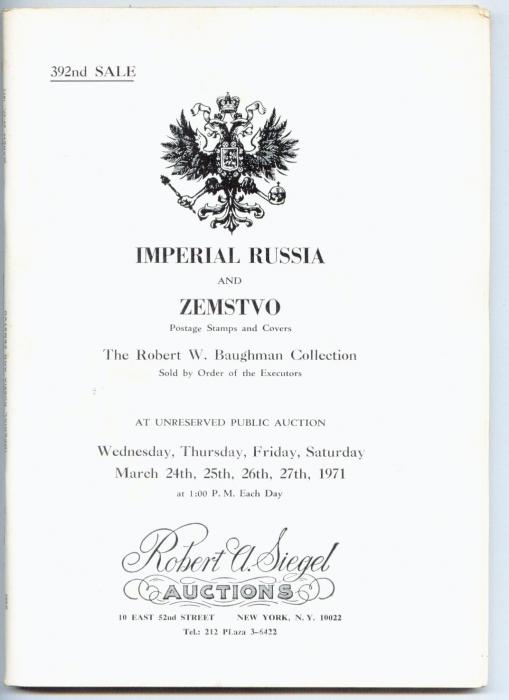 392nd SALE
IMPERIAL RUSSIA
AND
ZEMSTVO
Postage Stamps and Covers
The Robert W. Baughman Collection
Sold by Order of the Executors
AT UNRESERVED PUBLIC AUCTION
Wednesday, Thursday, Friday, Saturday
March 24th, 25th, 26th, 27th, 1971
at 1:00 P. M. Each Day
Robert A. Siegel
AUCTIONS
10 EAST 52nd STREET NEW YORK, N. Y. 10022
Tel.: 212 PLaza 3-6422